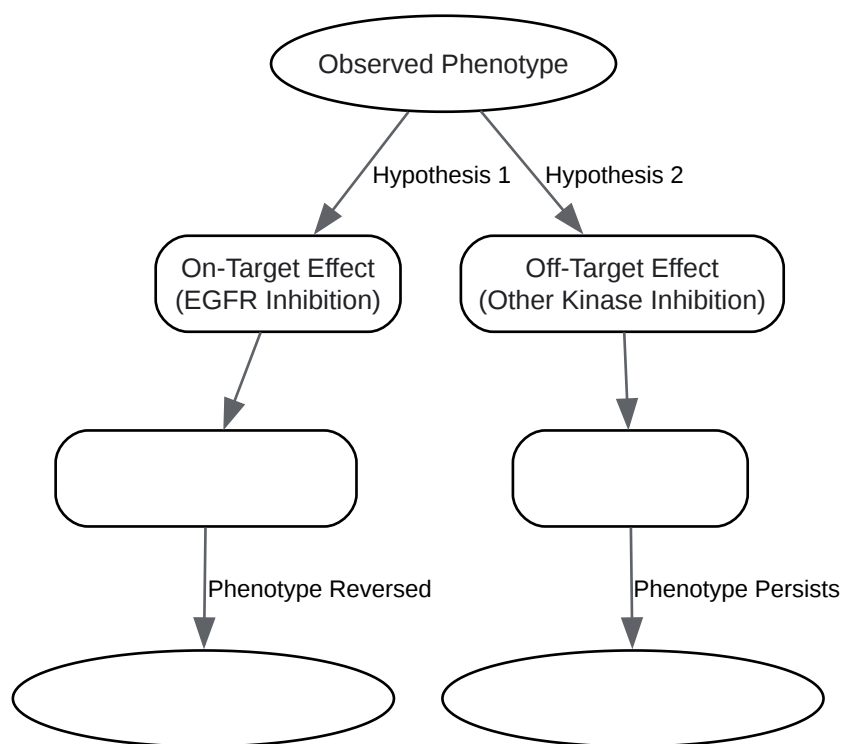 Observed Phenotype
Hypothesis 1
Hypothesis 2
On-Target Effect
(EGFR Inhibition)
Off-Target Effect
(Other Kinase Inhibition)
Phenotype Reversed
Phenotype Persists